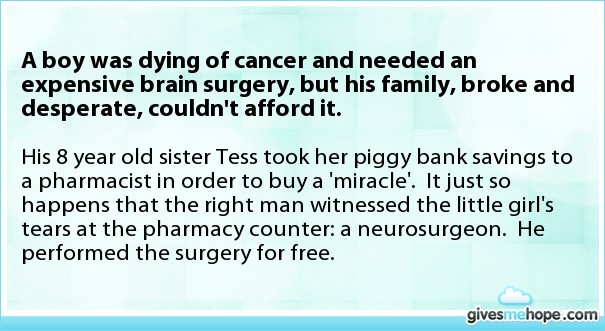 A boy was dying of cancer and needed an
expensive brain surgery, but his family, broke and
desperate, couldn't afford it.
His 8 year old sister Tess took her piggy bank savings to
a pharmacist in order to buy a 'miracle'.  It just so
happens that the right man witnessed the little girl's
tears at the pharmacy counter: a neurosurgeon.  He
performed the surgery for free.
givesmehope.com